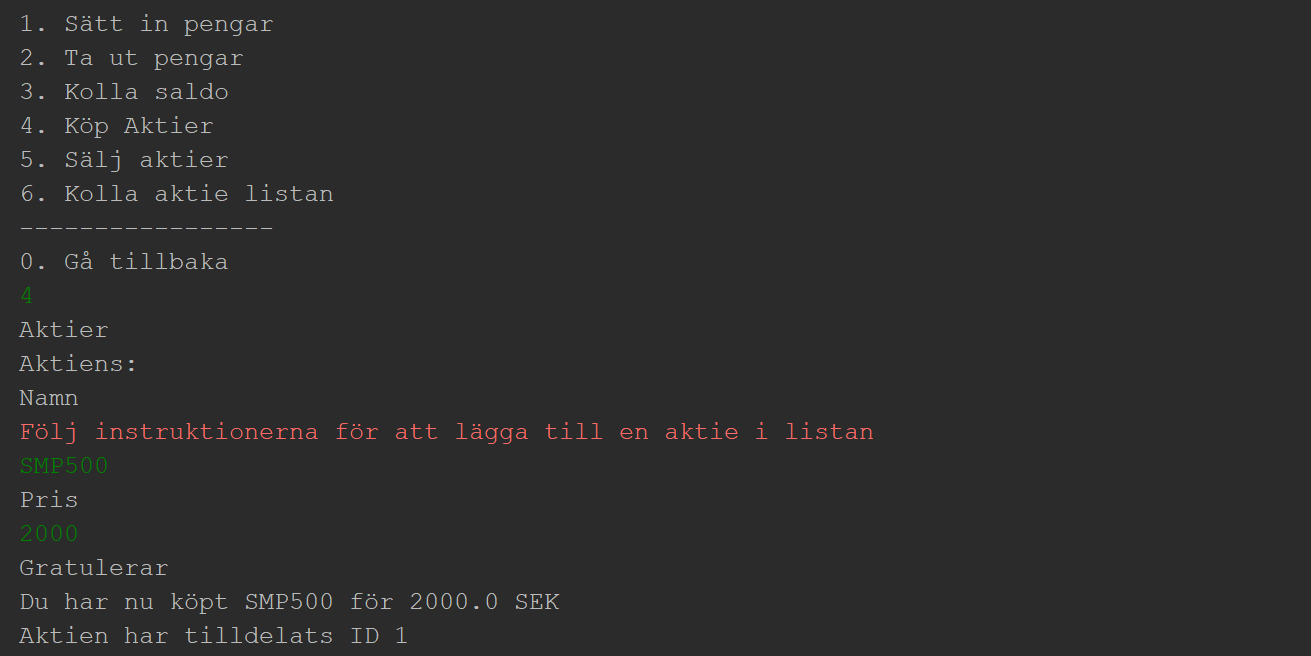 1. Sätt in pengar
2. Ta ut pengar
3. Kolla saldo
4. Köp Aktier
5. Sälj aktier
6. Kolla aktie listan
-----------------
0. Gå tillbaka
4
Aktier
Aktiens:
Namn
Följ instruktionerna för att lägga till en aktie i listan
SMP500
Pris
2000
Gratulerar
Du har nu köpt SMP500 för 2000.0 SEK
Aktien har tilldelats ID 1